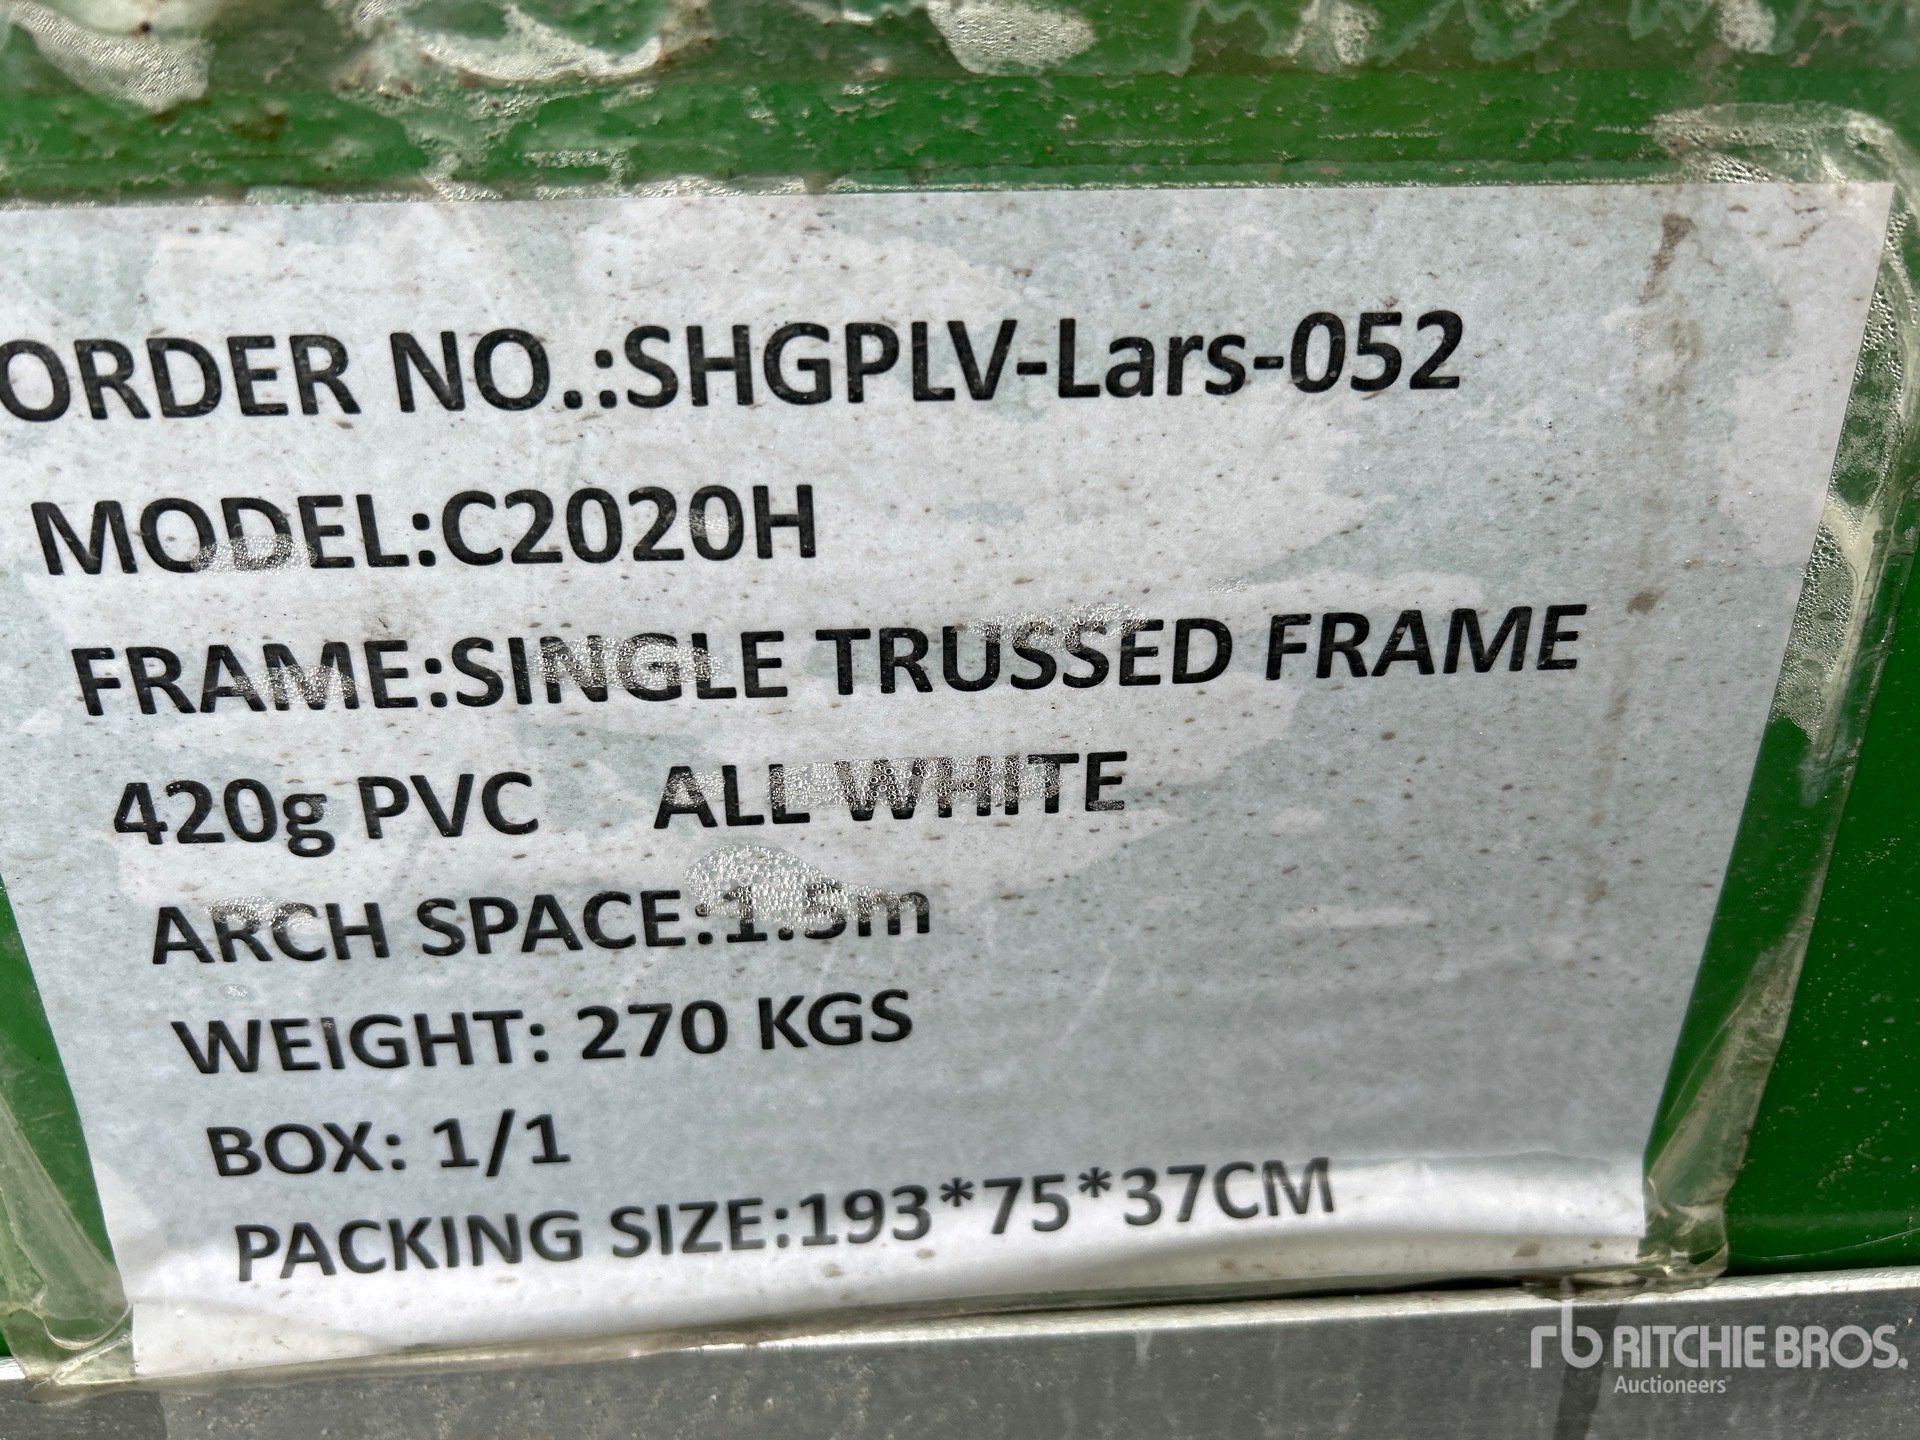 ORDER NO.:SHGPLV-Lars-052
MODEL:C2020H
FRAME:SINGLE TRUSSED FRAME
420g PVC ALL WHITE
ARCH SPACE:1.5m
WEIGHT: 270 KGS
BOX: 1/1
PACKING SIZE:193*75*37CM
rb RITCHIE BROS.
Auctioneers